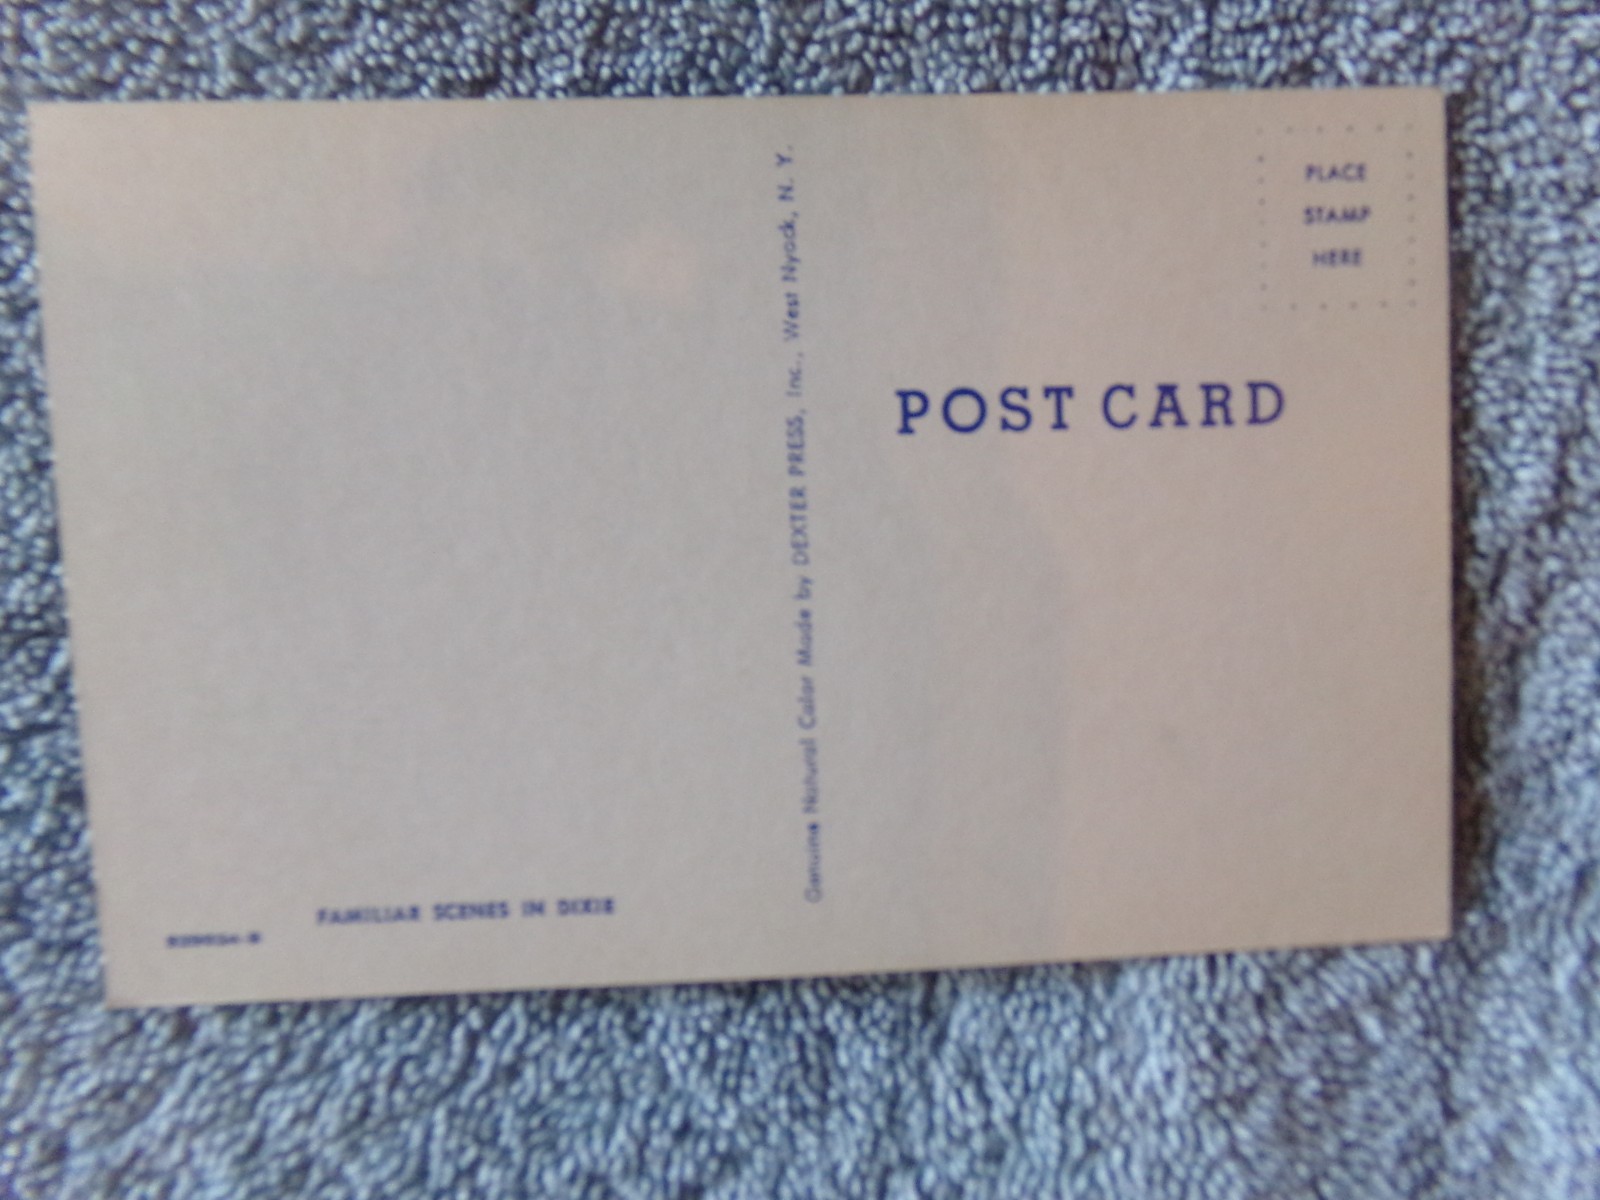 PLACE
STAMP
HERE
POST CARD
Genuine Natural Color Made by DEXTER PRESS, Inc., West Nyack, N. Y.
FAMILIAR SCENES IN DIXIE